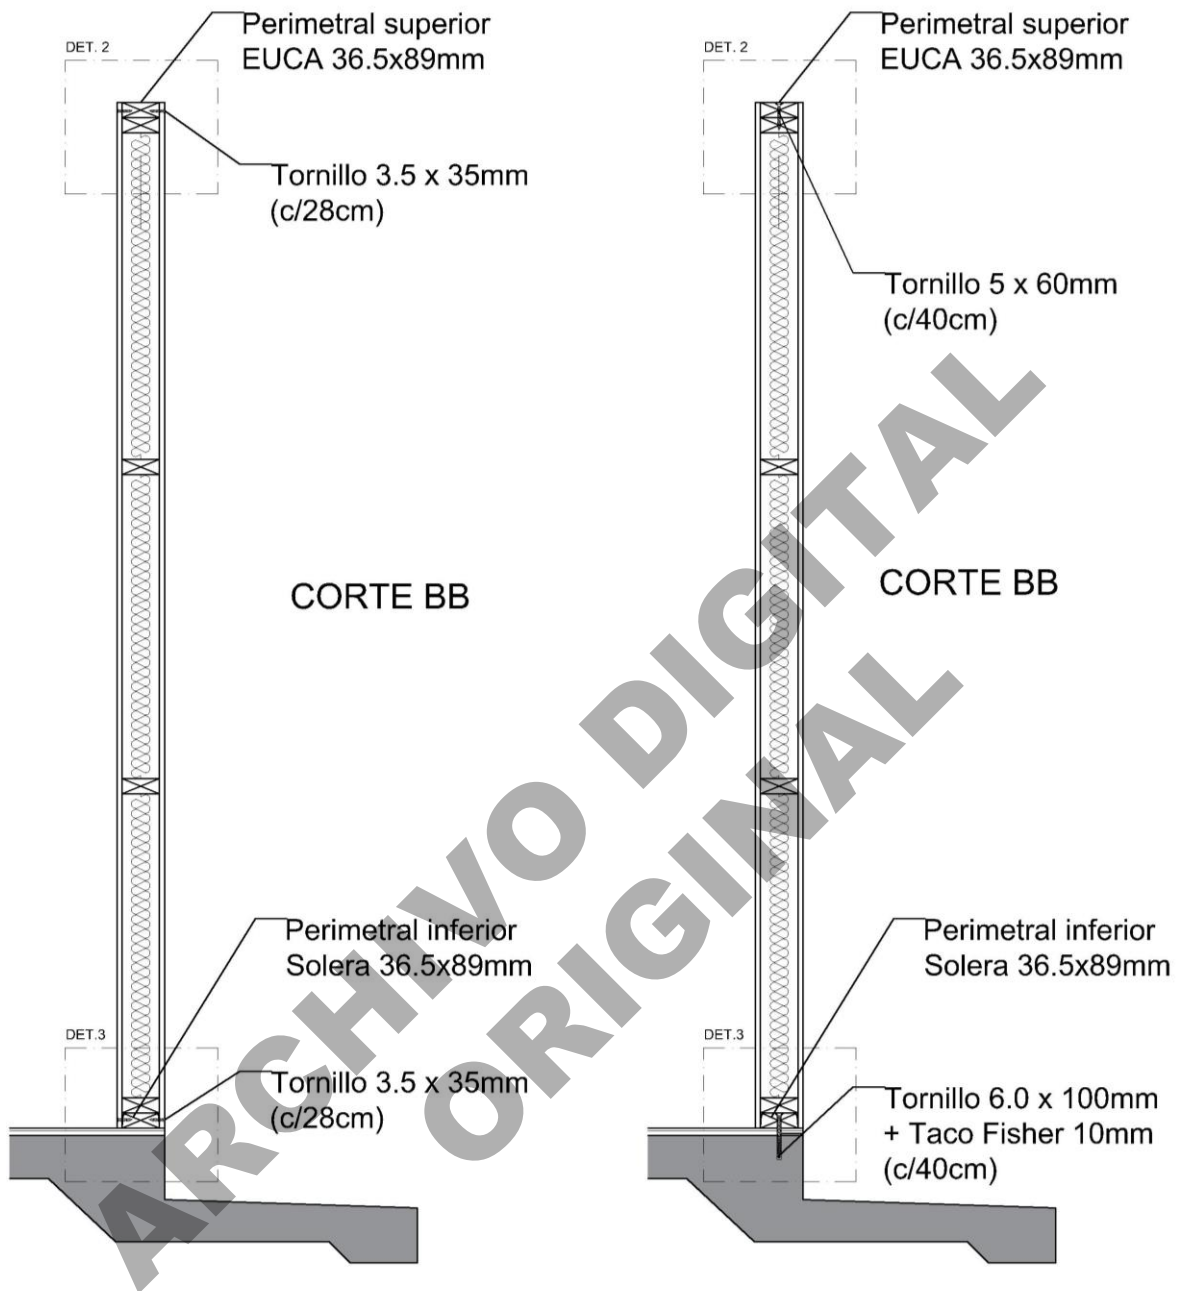 DET. 2
Perimetral superior
EUCA 36.5x89mm
Tornillo 3.5 x 35mm
(c/28cm)
CORTE BB
Perimetral inferior
Solera 36.5x89mm
DET.3
Tornillo 3.5 x 35mm
(c/28cm)
DET. 2
Perimetral superior
EUCA 36.5x89mm
Tornillo 5 x 60mm
(c/40cm)
CORTE BB
Perimetral inferior
Solera 36.5x89mm
DET.3
Tornillo 6.0 x 100mm
+ Taco Fisher 10mm
(c/40cm)
ARCHIVO DIGITAL
ORIGINAL